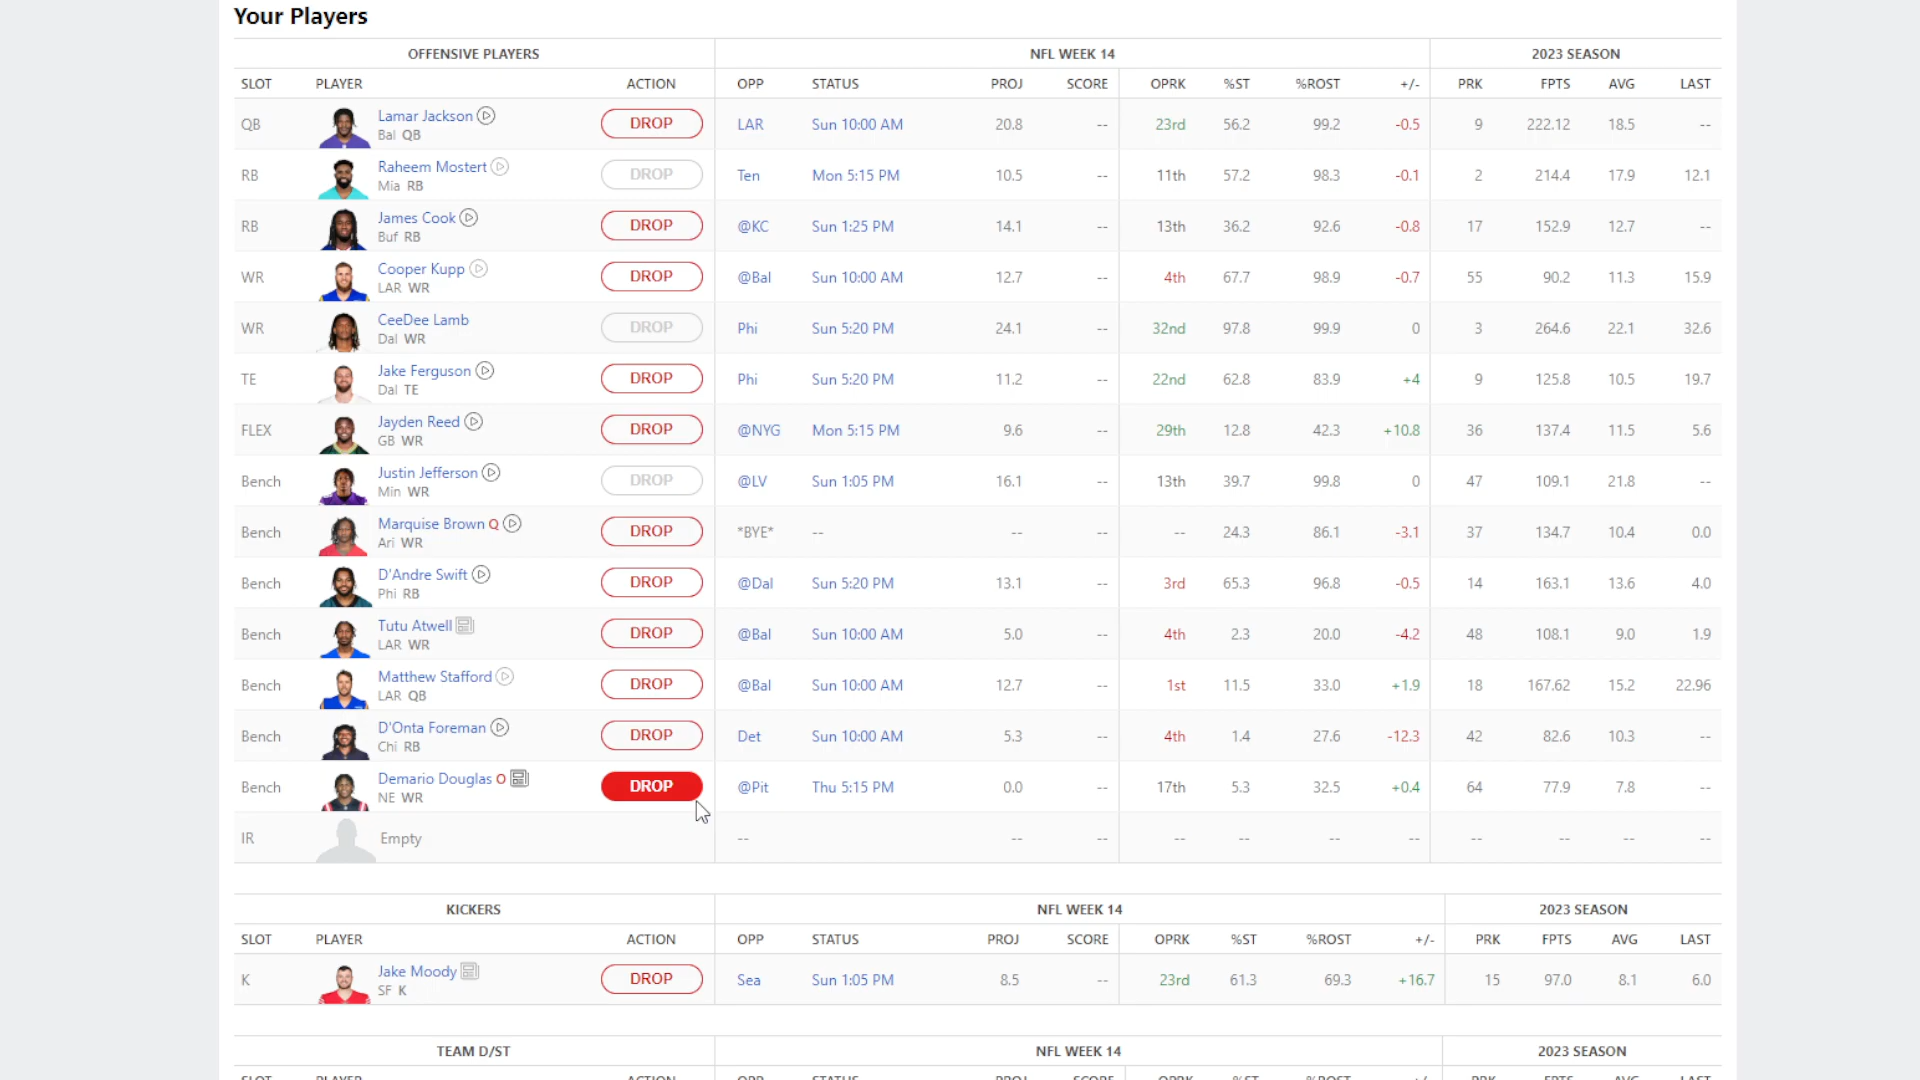 Your Players
OFFENSIVE PLAYERS NFL WEEK 14 2023 SEASON
SLOT PLAYER ACTION OPP STATUS PROJ SCORE OPRK %ST %ROST +/- PRK FPTS AVG LAST
QB Lamar Jackson Bal QB DROP LAR Sun 10:00 AM 20.8 -- 23rd 56.2 99.2 -0.5 9 222.12 18.5 --
RB Raheem Mostert Mia RB DROP Ten Mon 5:15 PM 10.5 -- 11th 57.2 98.3 -0.1 2 214.4 17.9 12.1
RB James Cook Buf RB DROP @KC Sun 1:25 PM 14.1 -- 13th 36.2 92.6 -0.8 17 152.9 12.7 --
WR Cooper Kupp LAR WR DROP @Bal Sun 10:00 AM 12.7 -- 4th 67.7 98.9 -0.7 55 90.2 11.3 15.9
WR CeeDee Lamb Dal WR DROP Phi Sun 5:20 PM 24.1 -- 32nd 97.8 99.9 0 3 264.6 22.1 32.6
TE Jake Ferguson Dal TE DROP Phi Sun 5:20 PM 11.2 -- 22nd 62.8 83.9 +4 9 125.8 10.5 19.7
FLEX Jayden Reed GB WR DROP @NYG Mon 5:15 PM 9.6 -- 29th 12.8 42.3 +10.8 36 137.4 11.5 5.6
Bench Justin Jefferson Min WR DROP @LV Sun 1:05 PM 16.1 -- 13th 39.7 99.8 0 47 109.1 21.8 --
Bench Marquise Brown Q Ari WR DROP *BYE* -- -- -- -- 24.3 86.1 -3.1 37 134.7 10.4 0.0
Bench D'Andre Swift Phi RB DROP @Dal Sun 5:20 PM 13.1 -- 3rd 65.3 96.8 -0.5 14 163.1 13.6 4.0
Bench Tutu Atwell LAR WR DROP @Bal Sun 10:00 AM 5.0 -- 4th 2.3 20.0 -4.2 48 108.1 9.0 1.9
Bench Matthew Stafford LAR QB DROP @Bal Sun 10:00 AM 12.7 -- 1st 11.5 33.0 +1.9 18 167.62 15.2 22.96
Bench D'Onta Foreman Chi RB DROP Det Sun 10:00 AM 5.3 -- 4th 1.4 27.6 -12.3 42 82.6 10.3 --
Bench Demario Douglas O NE WR DROP @Pit Thu 5:15 PM 0.0 -- 17th 5.3 32.5 +0.4 64 77.9 7.8 --
IR Empty -- -- -- -- -- -- -- -- -- -- --
KICKERS NFL WEEK 14 2023 SEASON
SLOT PLAYER ACTION OPP STATUS PROJ SCORE OPRK %ST %ROST +/- PRK FPTS AVG LAST
K Jake Moody SF K DROP Sea Sun 1:05 PM 8.5 -- 23rd 61.3 69.3 +16.7 15 97.0 8.1 6.0
TEAM D/ST NFL WEEK 14 2023 SEASON
SLOT PLAYER ACTION OPP STATUS PROJ SCORE OPRK %ST %ROST +/- PRK FPTS AVG LAST